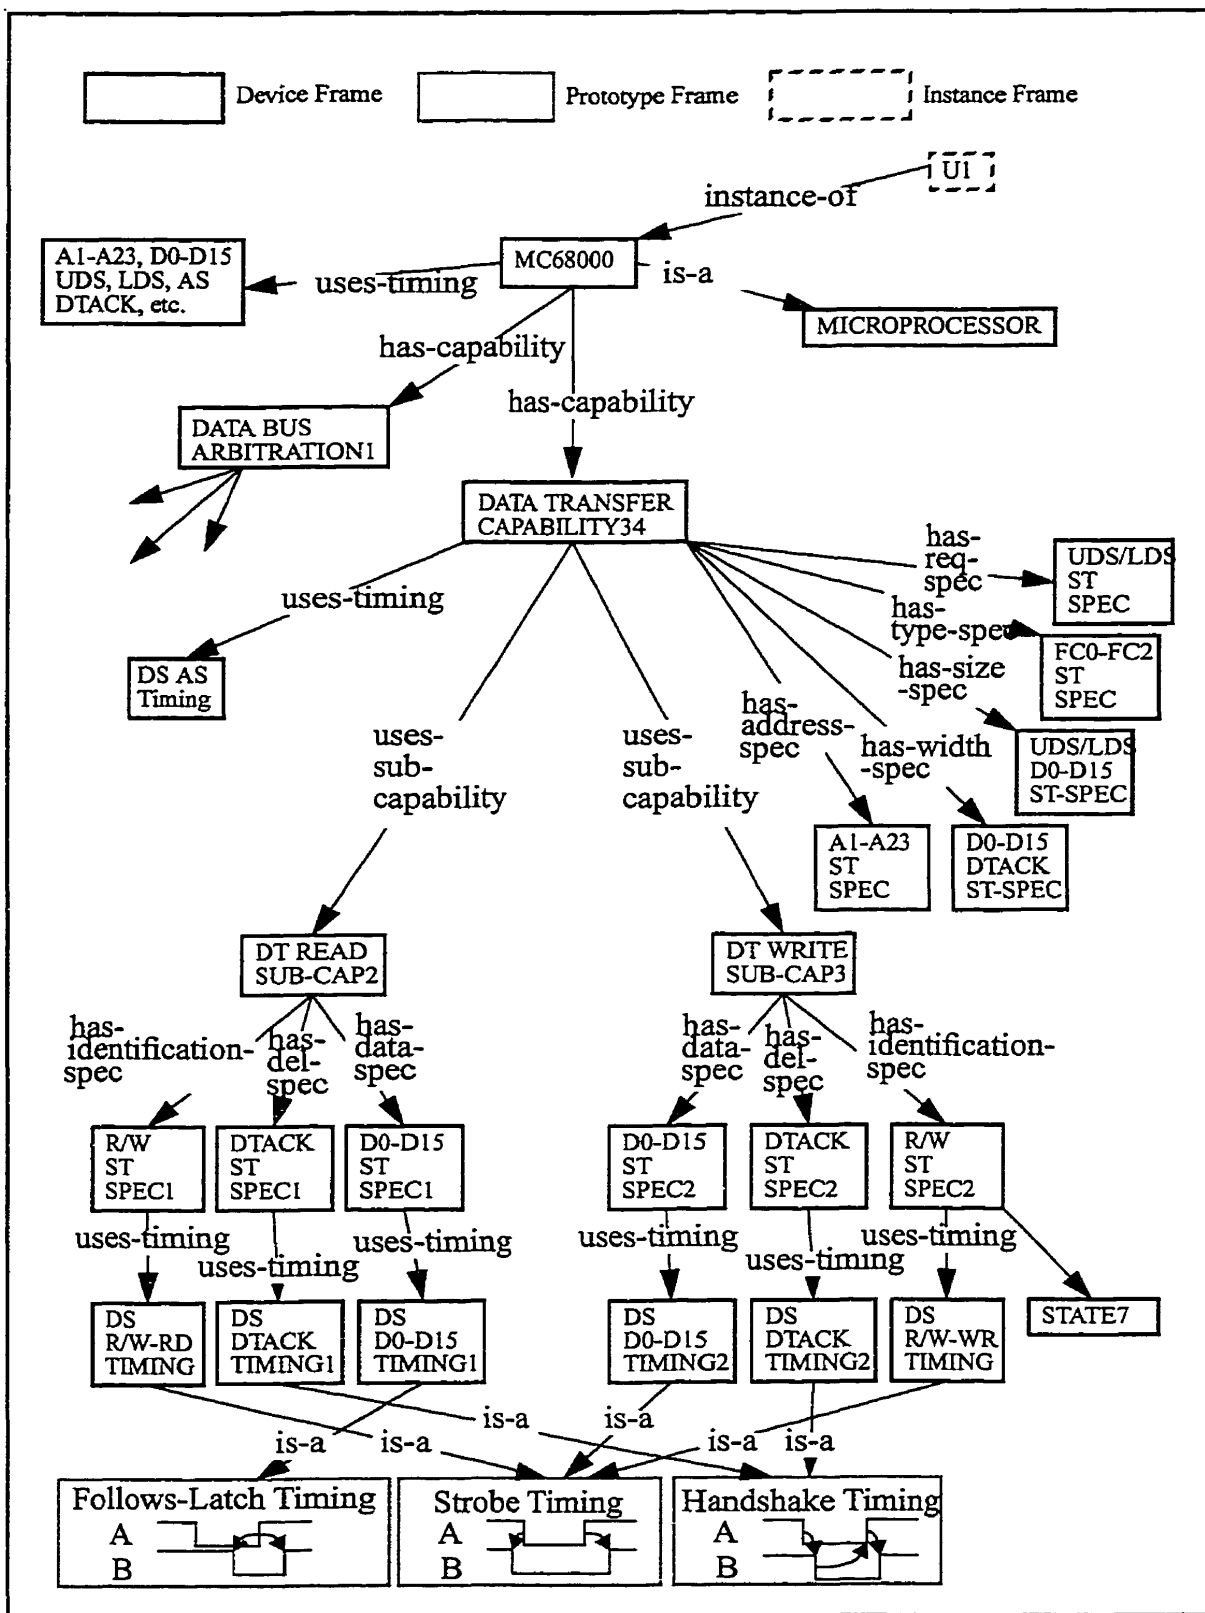 Device Frame
Prototype Frame
Instance Frame
U1
instance-of
A1-A23, D0-D15
UDS, LDS, AS
DTACK, etc.
uses-timing
MC68000
is-a
MICROPROCESSOR
has-capability
has-capability
DATA BUS
ARBITRATION1
DATA TRANSFER
CAPABILITY34
has-
req-
spec
UDS/LDS
ST
SPEC
uses-timing
has-
type-spec
FC0-FC2
ST
SPEC
DS AS
Timing
has-size
-spec
has-
address-
spec
has-width
-spec
UDS/LDS
D0-D15
ST-SPEC
uses-
sub-
capability
uses-
sub-
capability
A1-A23
ST
SPEC
D0-D15
DTACK
ST-SPEC
DT READ
SUB-CAP2
DT WRITE
SUB-CAP3
has-
identification-
spec
has-
del-
spec
has-
data-
spec
has-
data-
spec
has-
del-
spec
has-
identification-
spec
R/W
ST
SPEC1
DTACK
ST
SPEC1
D0-D15
ST
SPEC1
D0-D15
ST
SPEC2
DTACK
ST
SPEC2
R/W
ST
SPEC2
uses-timing
uses-timing
uses-timing
uses-timing
uses-timing
uses-timing
DS
R/W-RD
TIMING
DS
DTACK
TIMING1
DS
D0-D15
TIMING1
DS
D0-D15
TIMING2
DS
DTACK
TIMING2
DS
R/W-WR
TIMING
STATE7
is-a
is-a
is-a
is-a
is-a
is-a
Follows-Latch Timing
A
B
Strobe Timing
A
B
Handshake Timing
A
B